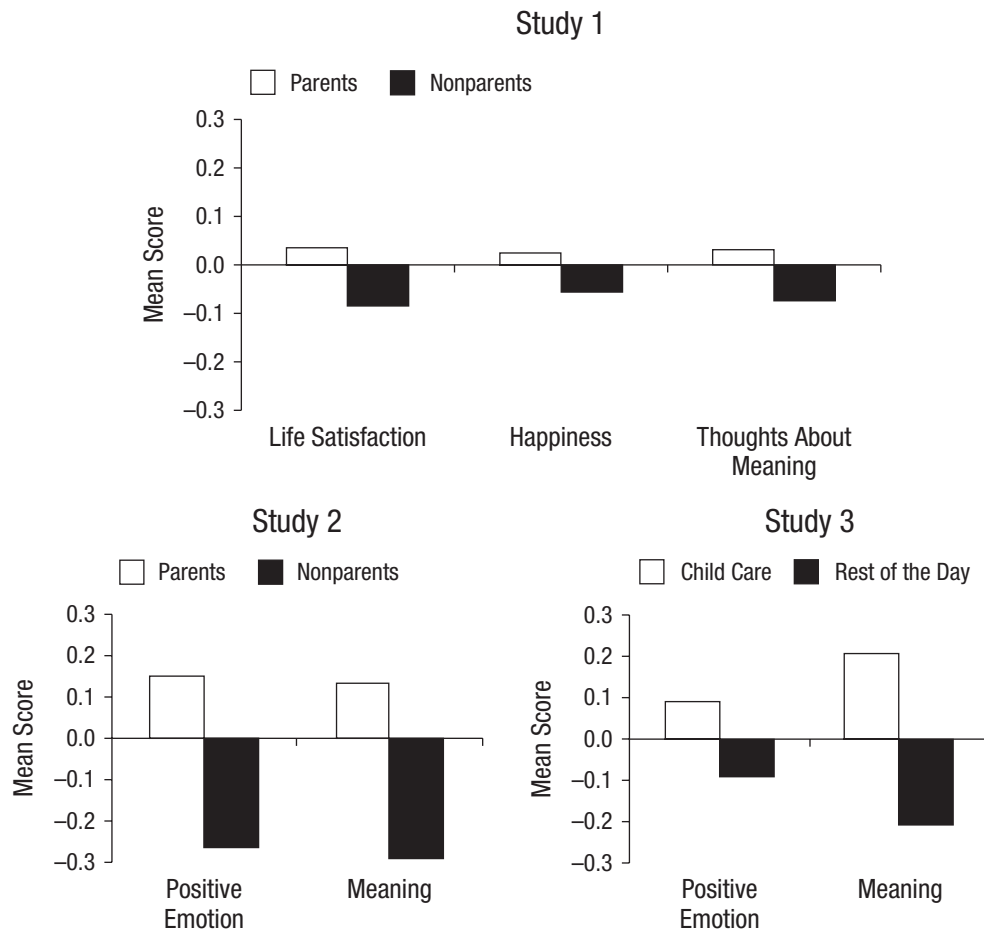 Study 1
Parents Nonparents
0.3
0.2
0.1
0.0
–0.1
–0.2
–0.3
Mean Score
Life Satisfaction Happiness Thoughts About
Meaning
Study 2
Parents Nonparents
0.3
0.2
0.1
0.0
–0.1
–0.2
–0.3
Mean Score
Positive Meaning
Emotion
Study 3
Child Care Rest of the Day
0.3
0.2
0.1
0.0
–0.1
–0.2
–0.3
Mean Score
Positive Meaning
Emotion